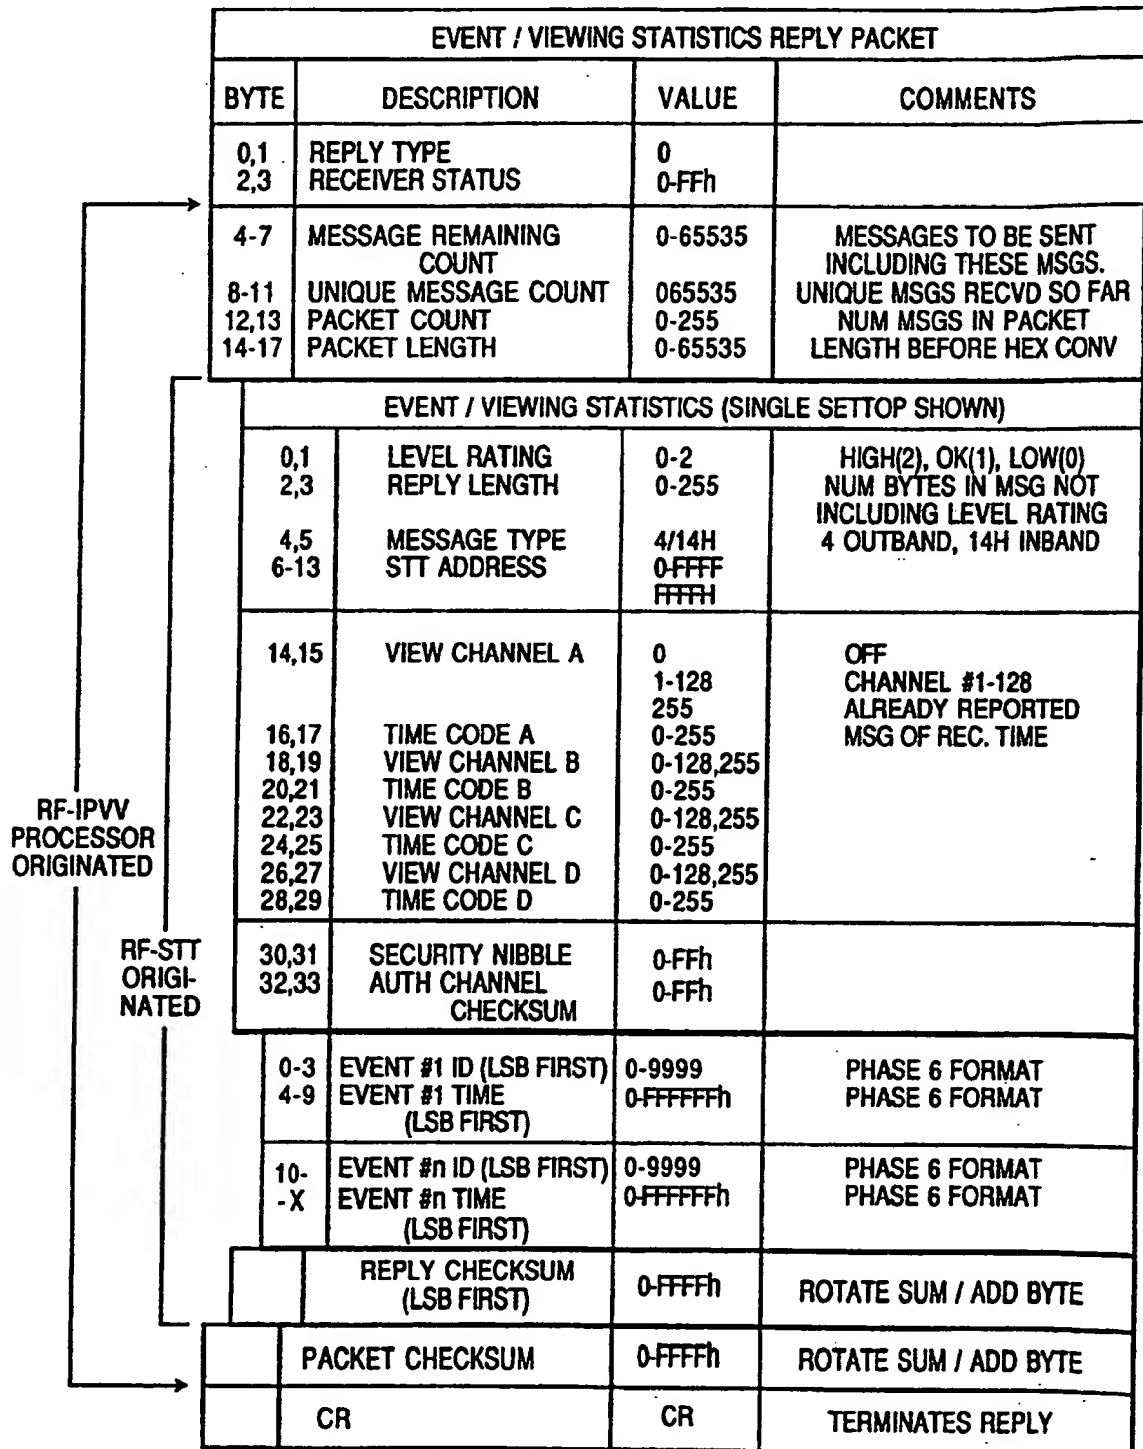 EVENT / VIEWING STATISTICS REPLY PACKET
BYTE DESCRIPTION VALUE COMMENTS
0,1 REPLY TYPE 0
2,3 RECEIVER STATUS 0-FFh
4-7 MESSAGE REMAINING 0-65535 MESSAGES TO BE SENT
COUNT INCLUDING THESE MSGS.
8-11 UNIQUE MESSAGE COUNT 065535 UNIQUE MSGS RECVD SO FAR
12,13 PACKET COUNT 0-255 NUM MSGS IN PACKET
14-17 PACKET LENGTH 0-65535 LENGTH BEFORE HEX CONV
EVENT / VIEWING STATISTICS (SINGLE SETTOP SHOWN)
0,1 LEVEL RATING 0-2 HIGH(2), OK(1), LOW(0)
2,3 REPLY LENGTH 0-255 NUM BYTES IN MSG NOT
INCLUDING LEVEL RATING
4,5 MESSAGE TYPE 4/14H 4 OUTBAND, 14H INBAND
6-13 STT ADDRESS 0-FFFF
FFFFH
14,15 VIEW CHANNEL A 0 OFF
1-128 CHANNEL #1-128
255 ALREADY REPORTED
16,17 TIME CODE A 0-255 MSG OF REC. TIME
18,19 VIEW CHANNEL B 0-128,255
20,21 TIME CODE B 0-255
22,23 VIEW CHANNEL C 0-128,255
24,25 TIME CODE C 0-255
26,27 VIEW CHANNEL D 0-128,255
28,29 TIME CODE D 0-255
RF-IPVV
PROCESSOR
ORIGINATED
30,31 SECURITY NIBBLE 0-FFh
32,33 AUTH CHANNEL 0-FFh
CHECKSUM
RF-STT
ORIGI-
NATED
0-3 EVENT #1 ID (LSB FIRST) 0-9999 PHASE 6 FORMAT
4-9 EVENT #1 TIME 0-FFFFFFh PHASE 6 FORMAT
(LSB FIRST)
10- EVENT #n ID (LSB FIRST) 0-9999 PHASE 6 FORMAT
-X EVENT #n TIME 0-FFFFFFh PHASE 6 FORMAT
(LSB FIRST)
REPLY CHECKSUM 0-FFFFh ROTATE SUM / ADD BYTE
(LSB FIRST)
PACKET CHECKSUM 0-FFFFh ROTATE SUM / ADD BYTE
CR CR TERMINATES REPLY